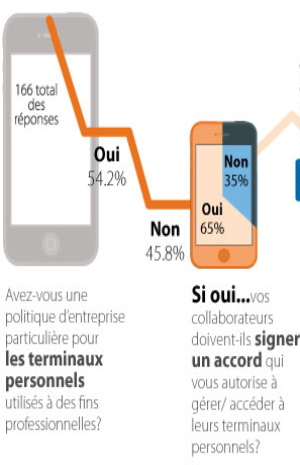 166 total
des
réponses
Oui
54.2%
Non
45.8%
Non
35%
Oui
65%
Avez-vous une
politique d'entreprise
particulière pour
les terminaux
personnels
utilisés à des fins
professionnelles?
Si oui...vos
collaborateurs
doivent-ils signer
un accord qui
vous autorise à
gérer/ accéder à
leurs terminaux
personnels?